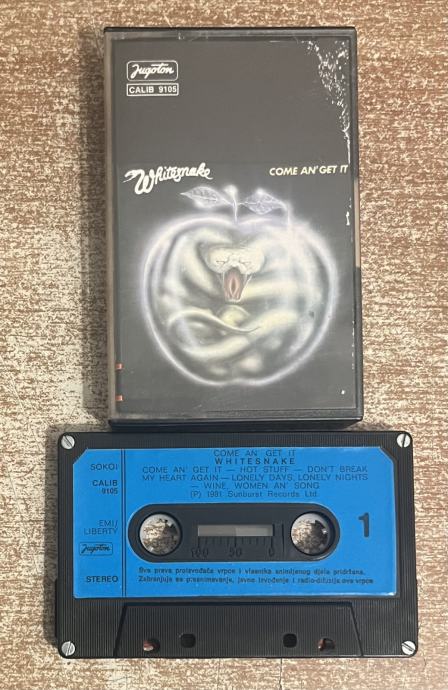 Jugoton
CALIB 9105
Whitesnake
COME AN' GET IT
COME AN' GET IT
WHITESNAKE
COME AN' GET IT — HOT STUFF — DON'T BREAK
MY HEART AGAIN — LONELY DAYS, LONELY NIGHTS
— WINE, WOMEN AN' SONG
(P) 1981 Sunburst Records Ltd.
SOKOJ
CALIB
9105
EMI/
LIBERTY
Jugoton
STEREO
1
100 50 0
Sva prava proizvođača vrpce i vlasnika snimljenog djela pridržana.
Zabranjuje se presnimavanje, javno izvođenje i radio-difuzija ove vrpce